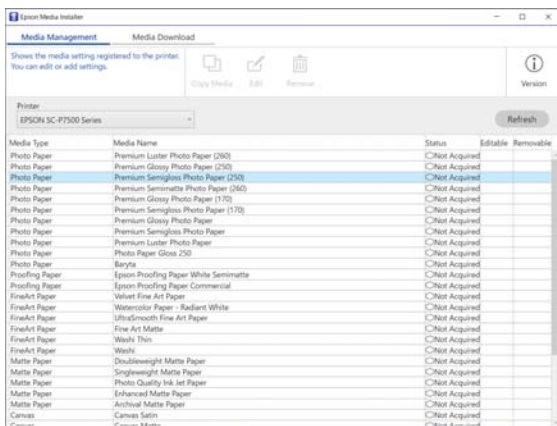 Epson Media Installer
Media Management Media Download
Shows the media setting registered to the printer.
You can edit or add settings.
Copy Media Edit Remove Version
Printer
EPSON SC-P7500 Series Refresh
Media Type Media Name Status Editable Removable
Photo Paper Premium Luster Photo Paper (260) Not Acquired
Photo Paper Premium Glossy Photo Paper (250) Not Acquired
Photo Paper Premium Semigloss Photo Paper (250) Not Acquired
Photo Paper Premium Semimatte Photo Paper (260) Not Acquired
Photo Paper Premium Glossy Photo Paper (170) Not Acquired
Photo Paper Premium Semigloss Photo Paper (170) Not Acquired
Photo Paper Premium Glossy Photo Paper Not Acquired
Photo Paper Premium Semigloss Photo Paper Not Acquired
Photo Paper Premium Luster Photo Paper Not Acquired
Photo Paper Photo Paper Gloss 250 Not Acquired
Photo Paper Baryta Not Acquired
Proofing Paper Epson Proofing Paper White Semimatte Not Acquired
Proofing Paper Epson Proofing Paper Commercial Not Acquired
FineArt Paper Velvet Fine Art Paper Not Acquired
FineArt Paper Watercolor Paper - Radiant White Not Acquired
FineArt Paper UltraSmooth Fine Art Paper Not Acquired
FineArt Paper Fine Art Matte Not Acquired
FineArt Paper Washi Thin Not Acquired
FineArt Paper Washi Not Acquired
Matte Paper Doubleweight Matte Paper Not Acquired
Matte Paper Singleweight Matte Paper Not Acquired
Matte Paper Photo Quality Ink Jet Paper Not Acquired
Matte Paper Enhanced Matte Paper Not Acquired
Matte Paper Archival Matte Paper Not Acquired
Canvas Canvas Satin Not Acquired
Canvas Canvas Matte Not Acquired